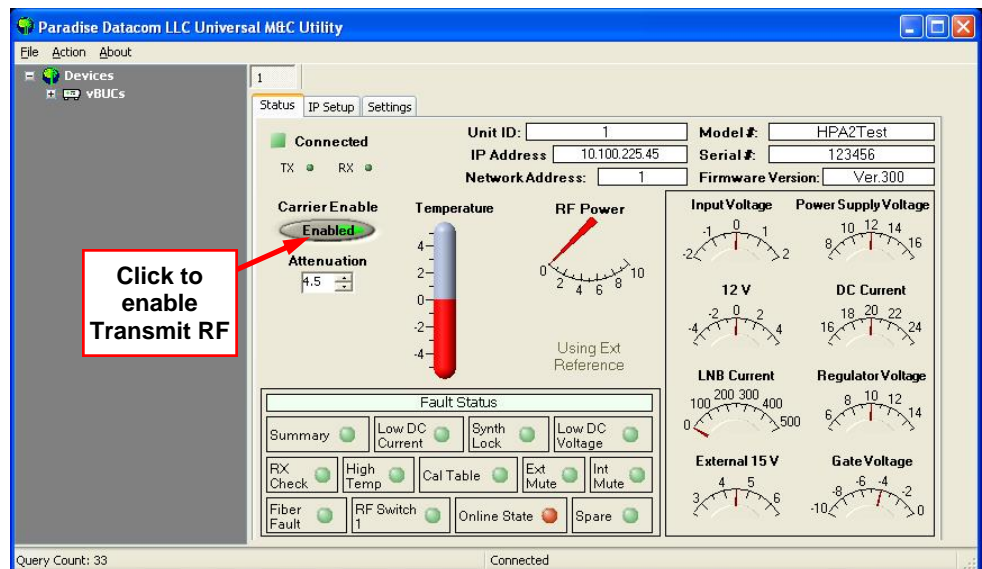 Paradise Datacom LLC Universal M&C Utility
File Action About
Devices
vBUCs
1
Status IP Setup Settings
Connected
TX RX
Unit ID: 1
IP Address 10.100.225.45
Network Address: 1
Model #: HPA2Test
Serial #: 123456
Firmware Version: Ver.300
Carrier Enable
Enabled
Attenuation
4.5
Click to
enable
Transmit RF
Temperature
4
2
0
-2
-4
RF Power
0 2 4 6 8 10
Using Ext
Reference
Input Voltage
-2 -1 0 1 2
Power Supply Voltage
8 10 12 14 16
12 V
-4 -2 0 2 4
DC Current
16 18 20 22 24
LNB Current
0 100 200 300 400 500
Regulator Voltage
6 8 10 12 14
External 15 V
3 4 5 6
Gate Voltage
-10 -8 -6 -4 -2 0
Fault Status
Summary
Low DC
Current
Synth
Lock
Low DC
Voltage
RX
Check
High
Temp
Cal Table
Ext
Mute
Int
Mute
Fiber
Fault
RF Switch
1
Online State
Spare
Query Count: 33
Connected